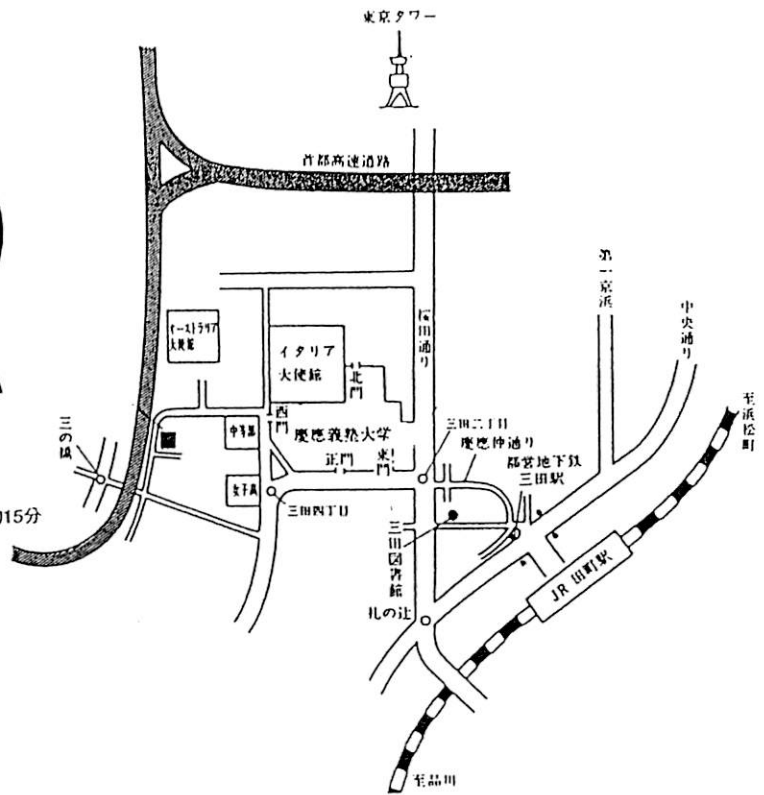 東京タワー
首都高速道路
第一京浜
中央通り
桜田通り
至浜松町
イーストラリア
大使館
イタリア
大使館
北門
西門
三の橋
中等部
慶應義塾大学
三田二丁目
慶應仲通り
正門
東門
都営地下鉄
三田駅
女子高
三田四丁目
15分
三田図書館
JR 田町駅
札の辻
至品川